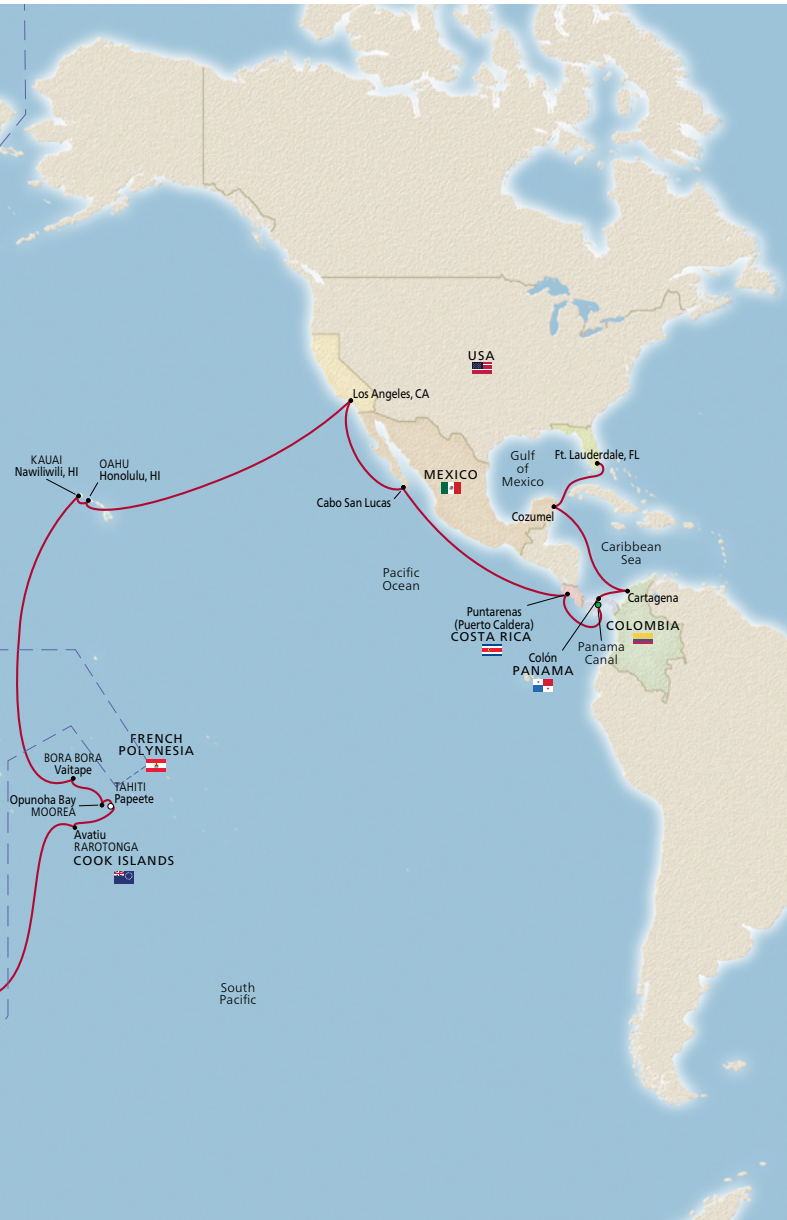 USA
Los Angeles, CA
KAUAI
Nawiliwili, HI
OAHU
Honolulu, HI
Gulf
of
Mexico
Ft. Lauderdale, FL
MEXICO
Cabo San Lucas
Cozumel
Caribbean
Sea
Pacific
Ocean
Cartagena
Puntarenas
(Puerto Caldera)
COSTA RICA
COLOMBIA
Panama
Canal
Colón
PANAMA
FRENCH
POLYNESIA
BORA BORA
Vaitape
TAHITI
Papeete
Opunoha Bay
MOOREA
Avatiu
RAROTONGA
COOK ISLANDS
South
Pacific